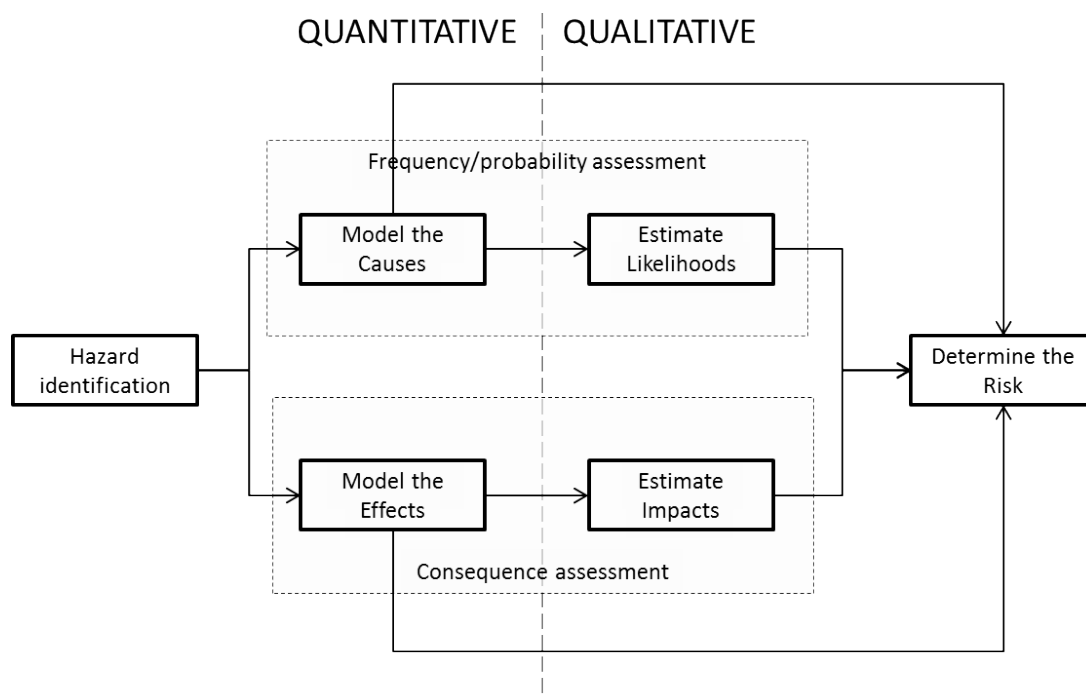 QUANTITATIVE
QUALITATIVE
Frequency/probability assessment
Model the
Causes
Estimate
Likelihoods
Hazard
identification
Determine the
Risk
Model the
Effects
Estimate
Impacts
Consequence assessment